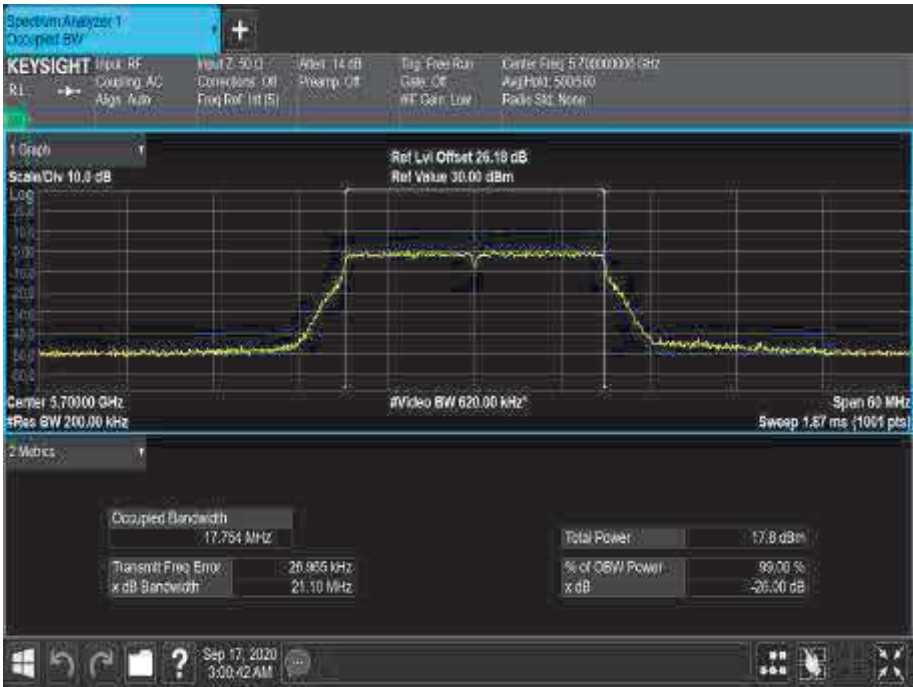 Spectrum Analyzer 1
Occupied BW
+
KEYSIGHT
Input: RF
Coupling: AC
Align: Auto
Input Z: 50 Ω
Corrections: Off
Freq Ref: Int (S)
Atten: 14 dB
Preamp: Off
Trig: Free Run
Gate: Off
#IF Gain: Low
Center Freq: 5.700000000 GHz
Avg|Hold: 500/500
Radio Std: None
1 Graph
Scale/Div 10.0 dB
Ref Lvl Offset 26.18 dB
Ref Value 30.00 dBm
Log
Center 5.70000 GHz
#Res BW 200.00 kHz
#Video BW 620.00 kHz*
Span 60 MHz
Sweep 1.87 ms (1001 pts)
2 Metrics
Occupied Bandwidth
17.754 MHz
Transmit Freq Error
x dB Bandwidth 21.10 MHz
Total Power 17.8 dBm
% of OBW Power 99.00 %
x dB -26.00 dB
?
Sep 17, 2020
3:00:42 AM